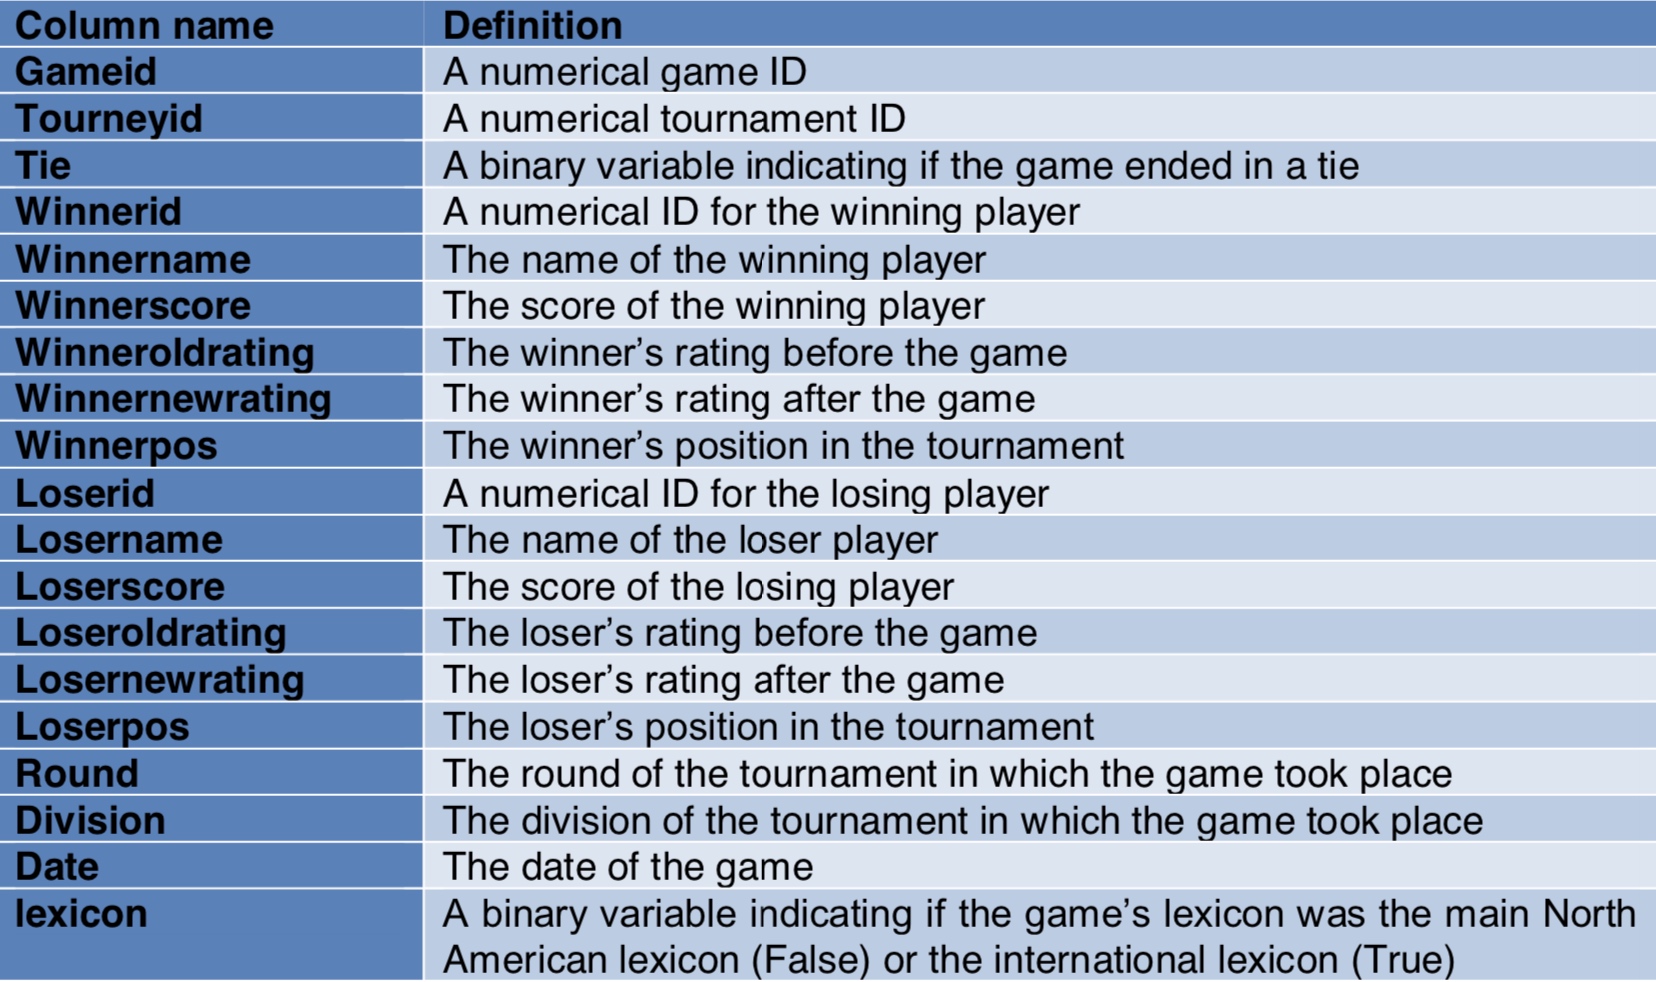 Column name Definition
Gameid A numerical game ID
Tourneyid A numerical tournament ID
Tie A binary variable indicating if the game ended in a tie
Winnerid A numerical ID for the winning player
Winnername The name of the winning player
Winnerscore The score of the winning player
Winneroldrating The winner’s rating before the game
Winnernewrating The winner’s rating after the game
Winnerpos The winner’s position in the tournament
Loserid A numerical ID for the losing player
Losername The name of the loser player
Loserscore The score of the losing player
Loseroldrating The loser’s rating before the game
Losernewrating The loser’s rating after the game
Loserpos The loser’s position in the tournament
Round The round of the tournament in which the game took place
Division The division of the tournament in which the game took place
Date The date of the game
lexicon A binary variable indicating if the game’s lexicon was the main North
American lexicon (False) or the international lexicon (True)